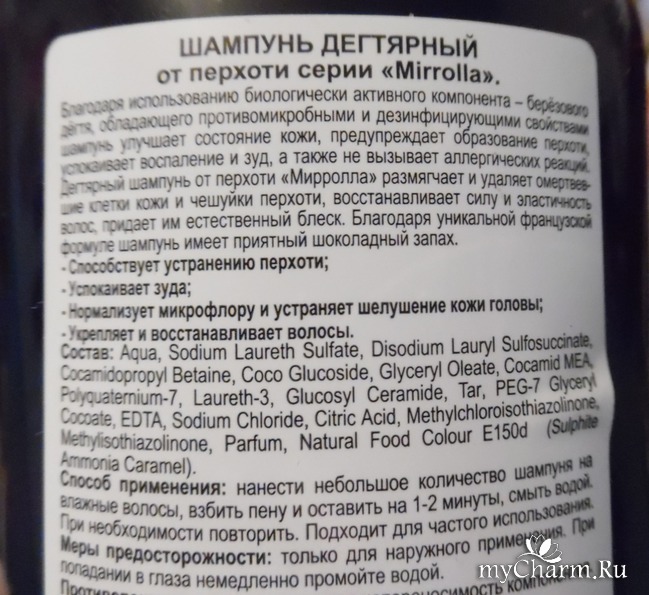 ШАМПУНЬ ДЕГТЯРНЫЙ
от перхоти серии «Mirrolla».
Благодаря использованию биологически активного компонента – берёзового
дёгтя, обладающего противомикробными и дезинфицирующими свойствами
шампунь улучшает состояние кожи, предупреждает образование перхоти,
успокаивает воспаление и зуд, а также не вызывает аллергических реакций.
Дегтярный шампунь от перхоти «Мирролла» размягчает и удаляет омертвев-
шие клетки кожи и чешуйки перхоти, восстанавливает силу и эластичность
волос, придает им естественный блеск. Благодаря уникальной французской
формуле шампунь имеет приятный шоколадный запах.
- Способствует устранению перхоти;
- Успокаивает зуда;
- Нормализует микрофлору и устраняет шелушение кожи головы;
- Укрепляет и восстанавливает волосы.
Состав: Aqua, Sodium Laureth Sulfate, Disodium Lauryl Sulfosuccinate,
Cocamidopropyl Betaine, Coco Glucoside, Glyceryl Oleate, Cocamid MEA,
Polyquaternium-7, Laureth-3, Glucosyl Ceramide, Tar, PEG-7 Glyceryl
Cocoate, EDTA, Sodium Chloride, Citric Acid, Methylchloroisothiazolinone,
Methylisothiazolinone, Parfum, Natural Food Colour E150d (Sulphite
Ammonia Caramel).
Способ применения: нанести небольшое количество шампуня на
влажные волосы, взбить пену и оставить на 1-2 минуты, смыть водой.
При необходимости повторить. Подходит для частого использования.
Меры предосторожности: только для наружного применения. При
попадании в глаза немедленно промойте водой.
myCharm.Ru